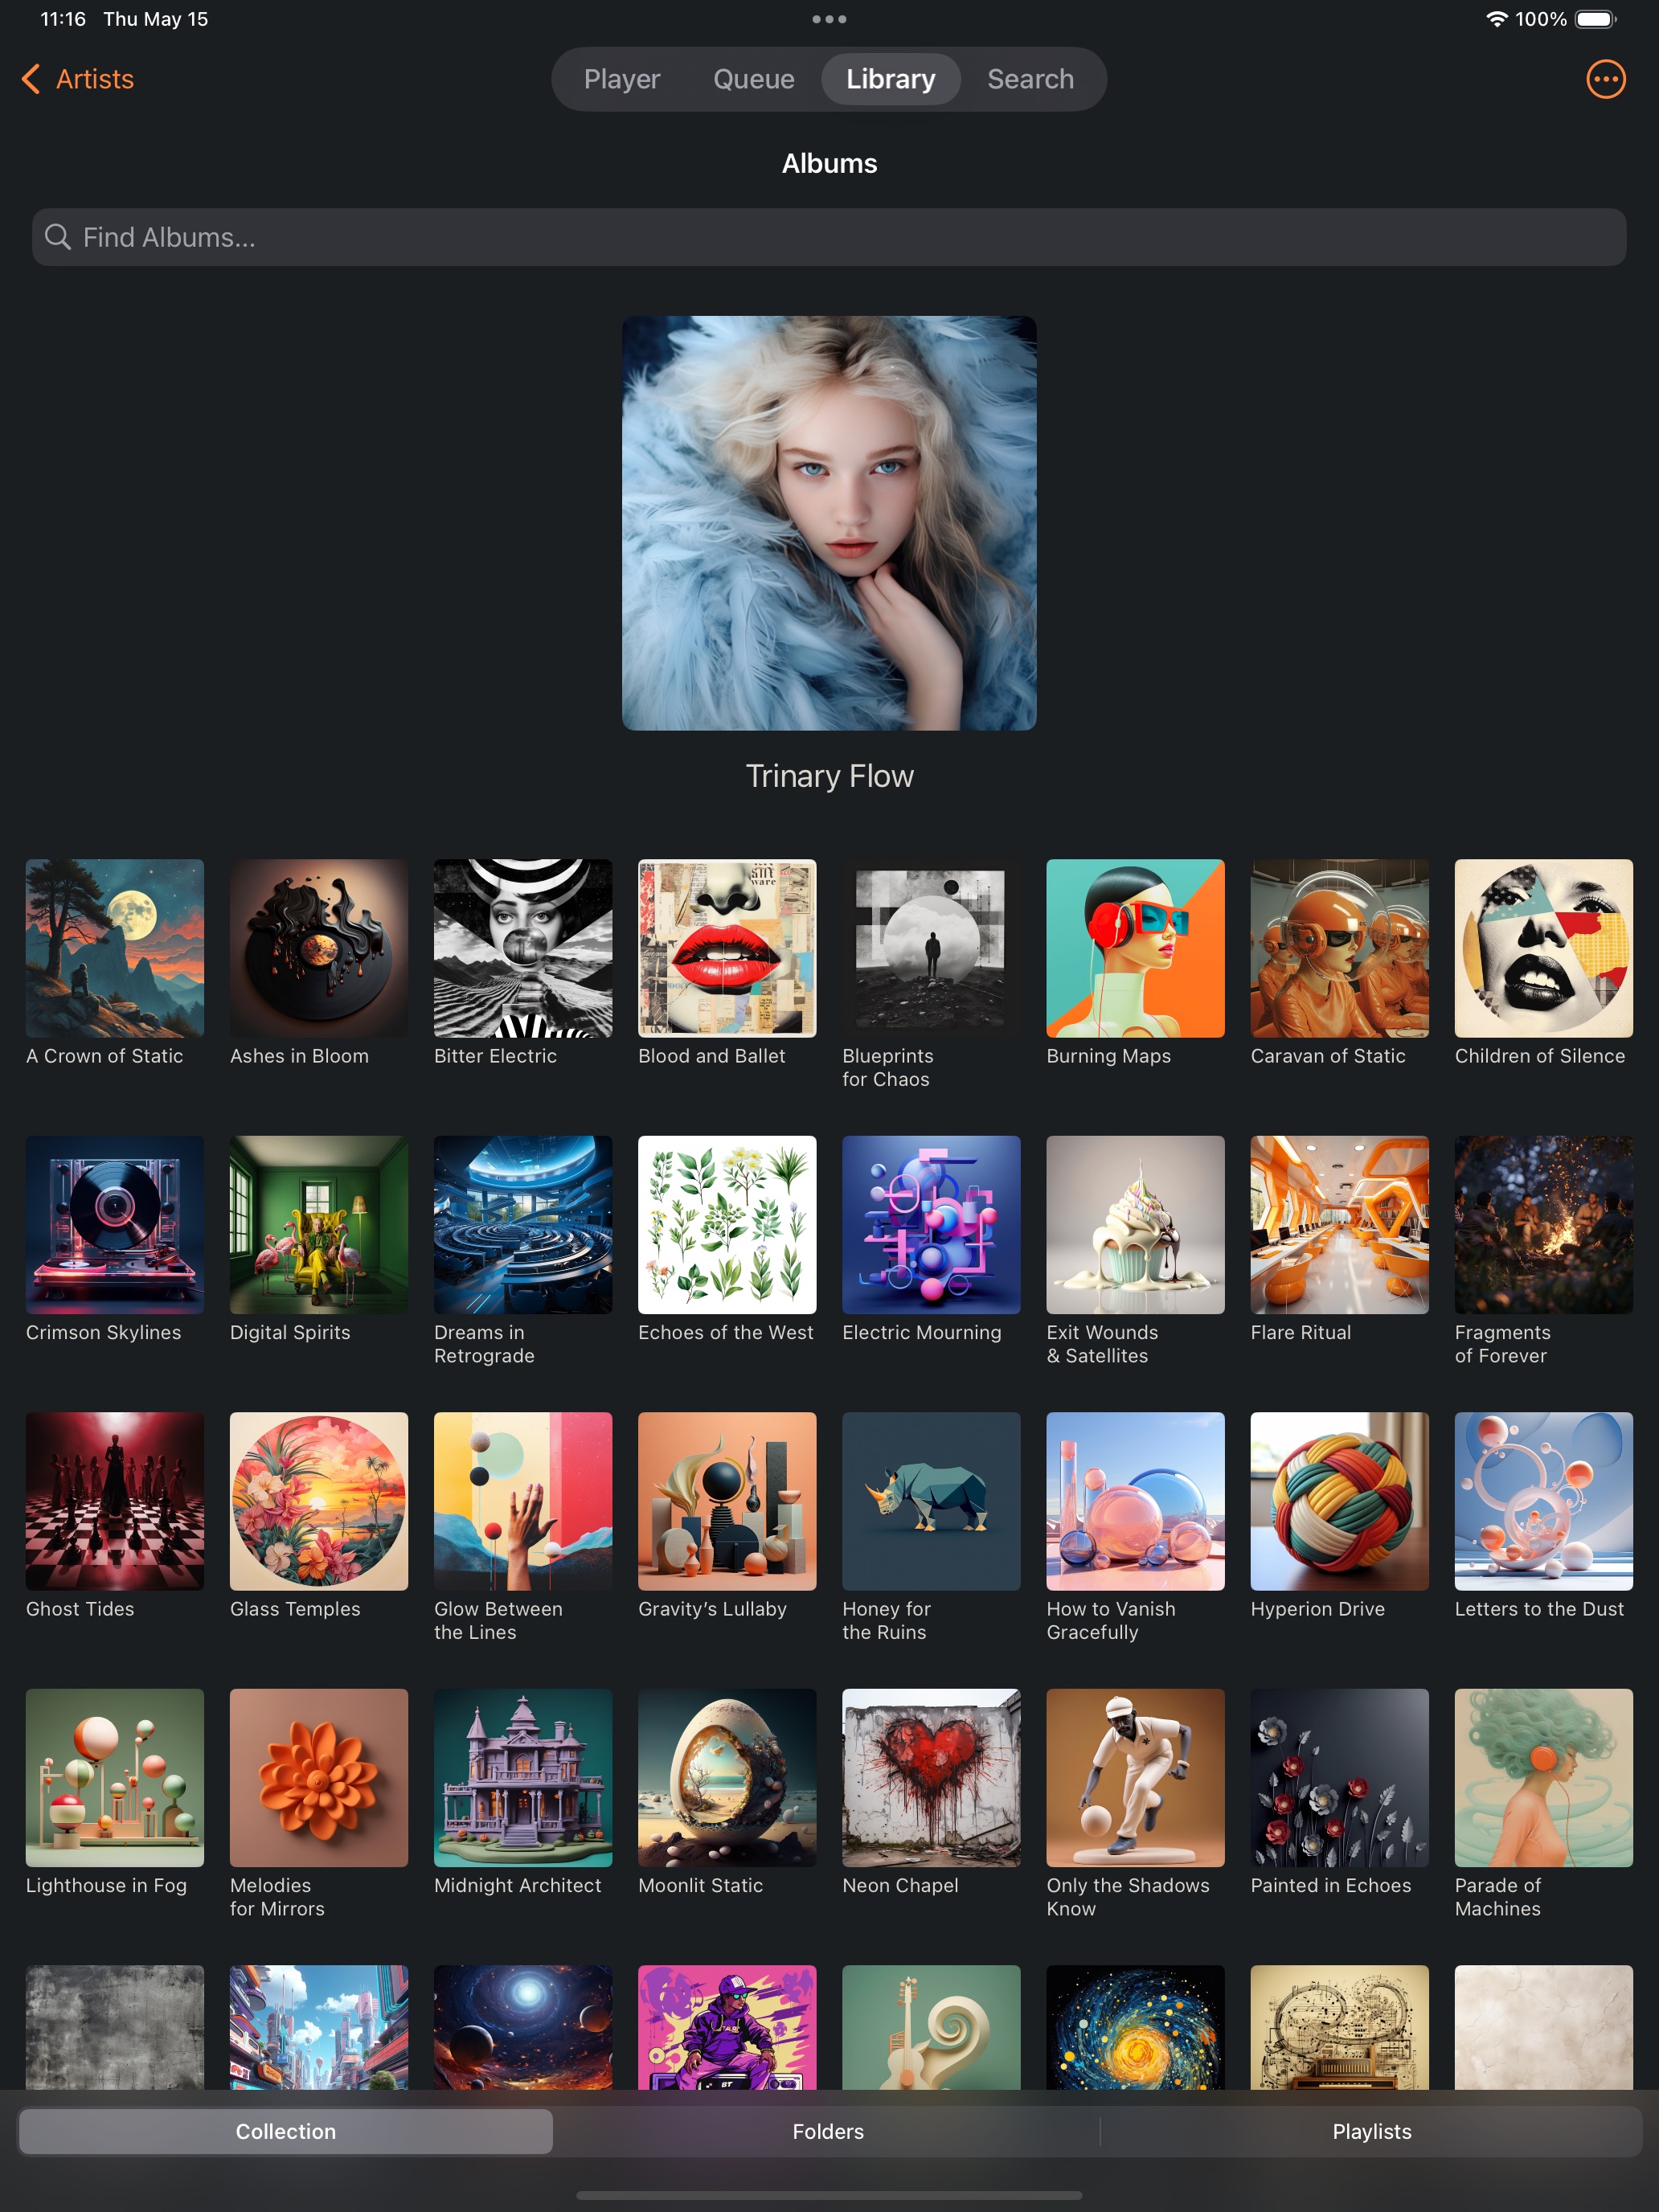 11:16 Thu May 15
100%
Artists
Player Queue Library Search
Albums
Find Albums...
Trinary Flow
STIT
ware
A Crown of Static
Ashes in Bloom
Bitter Electric
Blood and Ballet
Blueprints
for Chaos
Burning Maps
Caravan of Static
Children of Silence
Crimson Skylines
Digital Spirits
Dreams in
Retrograde
Echoes of the West
Electric Mourning
Exit Wounds
& Satellites
Flare Ritual
Fragments
of Forever
Ghost Tides
Glass Temples
Glow Between
the Lines
Gravity’s Lullaby
Honey for
the Ruins
How to Vanish
Gracefully
Hyperion Drive
Letters to the Dust
Lighthouse in Fog
Melodies
for Mirrors
Midnight Architect
Moonlit Static
Neon Chapel
Only the Shadows
Know
Painted in Echoes
Parade of
Machines
BT
Collection Folders Playlists